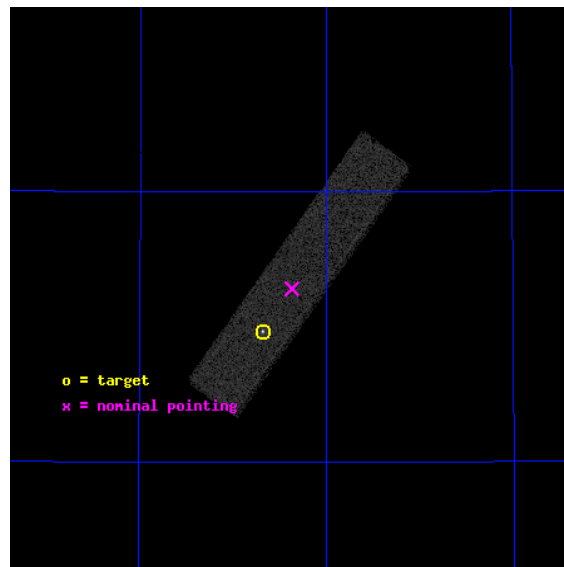 o = target
x = nominal pointing